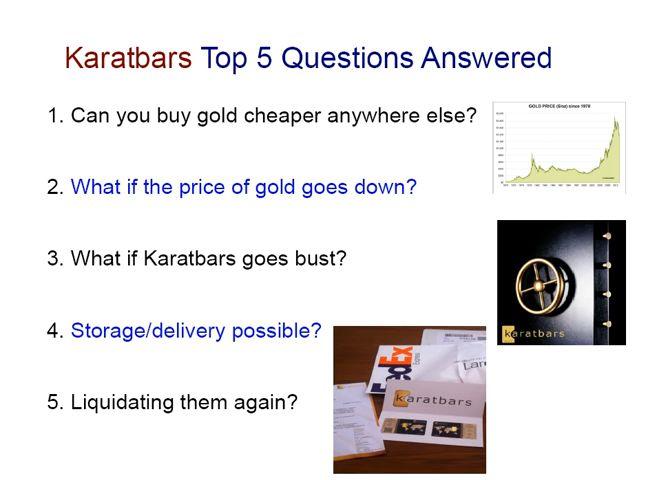 Karatbars Top 5 Questions Answered
1. Can you buy gold cheaper anywhere else?
GOLD PRICE ($/oz) since 1970
2. What if the price of gold goes down?
3. What if Karatbars goes bust?
karatbars
4. Storage/delivery possible?
FedEx
Express
karatbars
5. Liquidating them again?